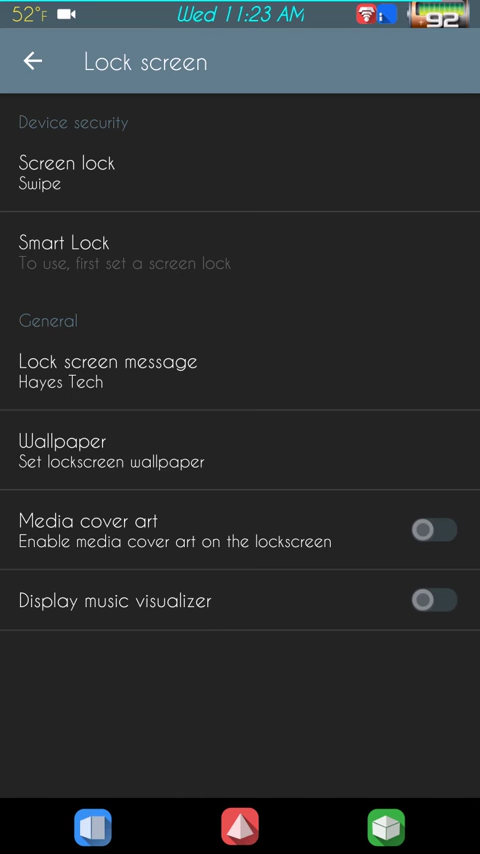 52°F
Wed 11:23 AM
92
Lock screen
Device security
Screen lock
Swipe
Smart Lock
To use, first set a screen lock
General
Lock screen message
Hayes Tech
Wallpaper
Set lockscreen wallpaper
Media cover art
Enable media cover art on the lockscreen
Display music visualizer